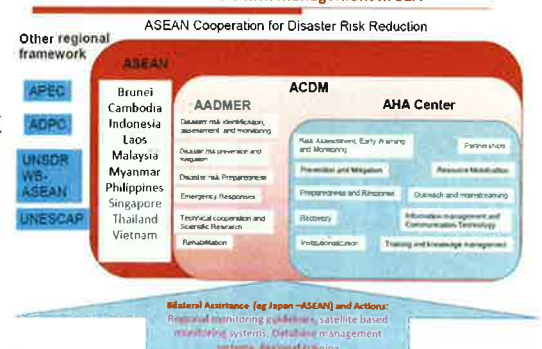 ASEAN Cooperation for Disaster Risk Reduction
Other regional
framework
APEC
ADPC
UNSDR
WB-
ASEAN
UNESCAP
ASEAN
Brunei
Cambodia
Indonesia
Laos
Malaysia
Myanmar
Philippines
Singapore
Thailand
Vietnam
AADMER
Disaster risk identification,
assessment and monitoring
Disaster risk prevention and
mitigation
Disaster risk Preparedness
Emergency Responses
Technical cooperation and
Scientific Research
Rehabilitation
ACDM
AHA Center
Risk Assessment, Early Warning
and Monitoring
Prevention and Mitigation
Preparedness and Response
Recovery
Institutionalization
Partnerships
Resource Mobilisation
Outreach and mainstreaming
Information management and
Communication Technology
Training and knowledge management
Bilateral Assistance (eg Japan –ASEAN) and Actions:
Regional monitoring guidelines, satellite based
monitoring systems, Database management